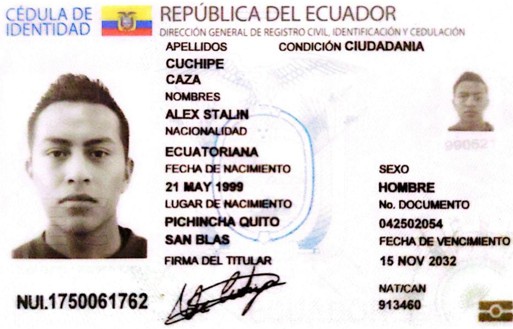 CÉDULA DE
IDENTIDAD
REPÚBLICA DEL ECUADOR
DIRECCIÓN GENERAL DE REGISTRO CIVIL, IDENTIFICACIÓN Y CEDULACIÓN
APELLIDOS
CONDICIÓN CIUDADANIA
CUCHIPE
CAZA
NOMBRES
ALEX STALIN
NACIONALIDAD
ECUATORIANA
FECHA DE NACIMIENTO
21 MAY 1999
LUGAR DE NACIMIENTO
PICHINCHA QUITO
SAN BLAS
FIRMA DEL TITULAR
SEXO
HOMBRE
No. DOCUMENTO
042502054
FECHA DE VENCIMIENTO
15 NOV 2032
NAT/CAN
913460
NUI.1750061762